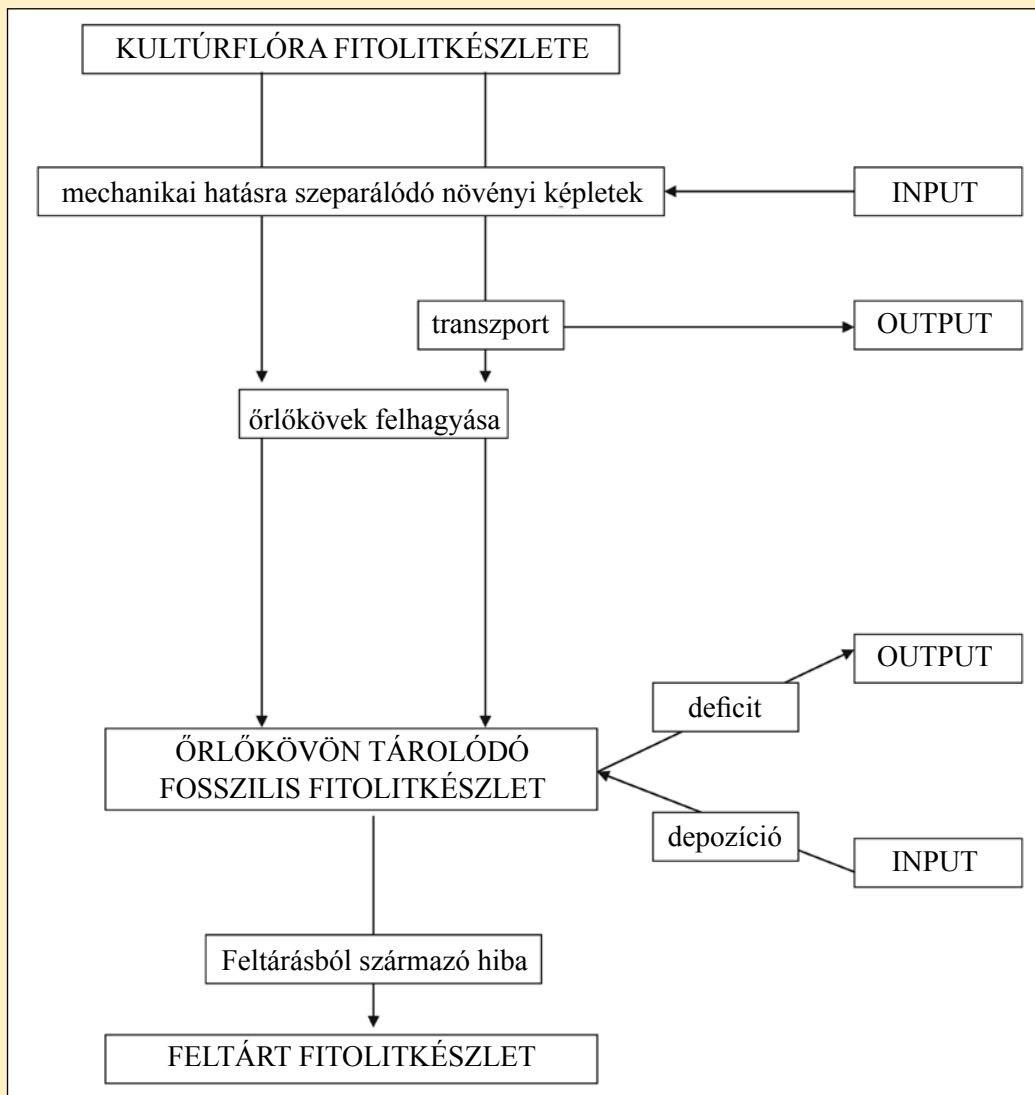 KULTÚRFLÓRA FITOLITKÉSZLETE
mechanikai hatásra szeparálódó növényi képletek
INPUT
transzport
OUTPUT
őrlőkövek felhagyása
OUTPUT
deficit
ŐRLŐKÖVÖN TÁROLÓDÓ
FOSSZILIS FITOLITKÉSZLET
depozíció
INPUT
Feltárásból származó hiba
FELTÁRT FITOLITKÉSZLET